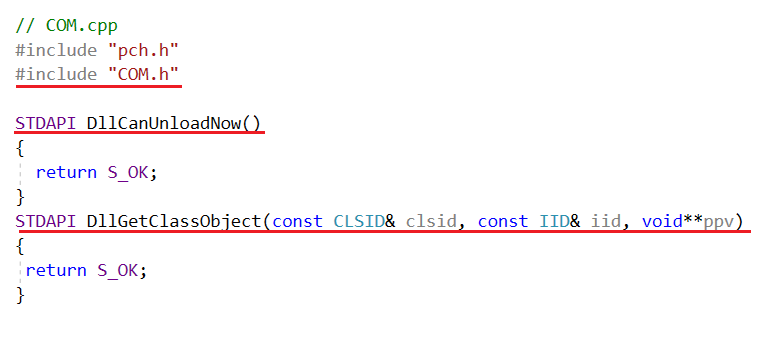 // COM.cpp
#include "pch.h"
#include "COM.h"
STDAPI DllCanUnloadNow()
{
return S_OK;
}
STDAPI DllGetClassObject(const CLSID& clsid, const IID& iid, void**ppv)
{
return S_OK;
}